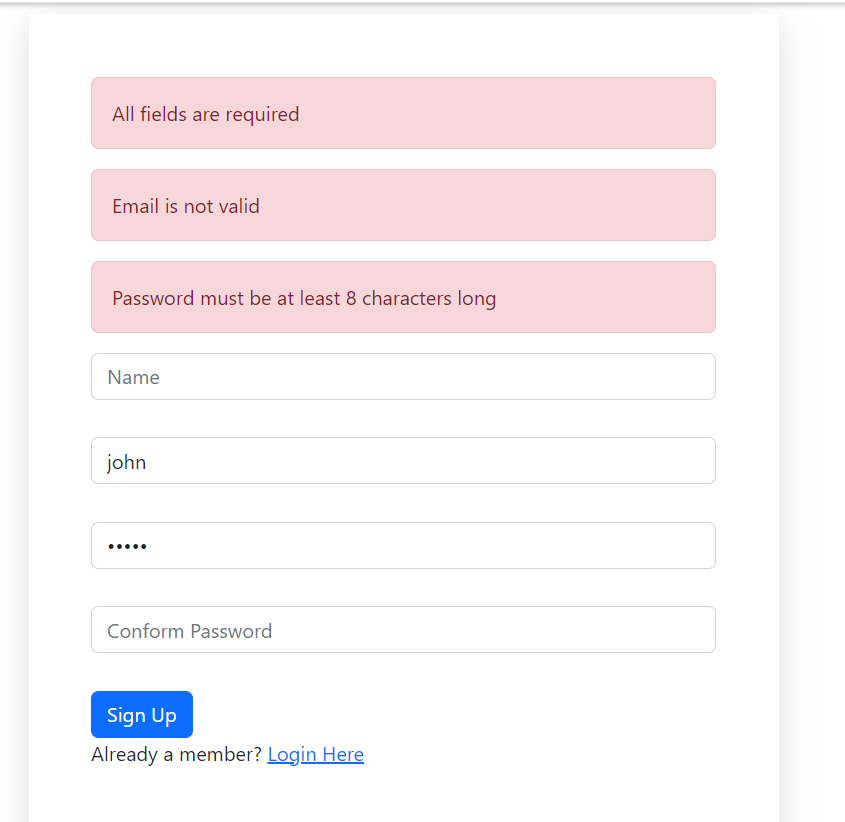 All fields are required
Email is not valid
Password must be at least 8 characters long
Name
john
•••••
Conform Password
Sign Up
Already a member? Login Here